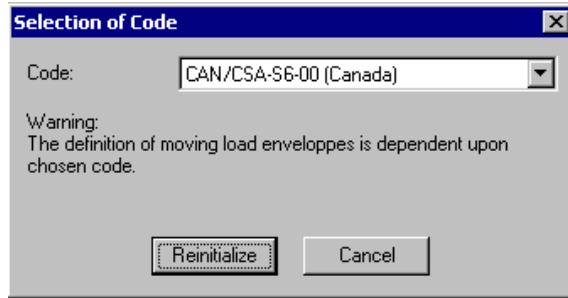 Selection of Code
Code: CAN/CSA-S6-00 (Canada)
Warning:
The definition of moving load enveloppes is dependent upon
chosen code.
Reinitialize Cancel